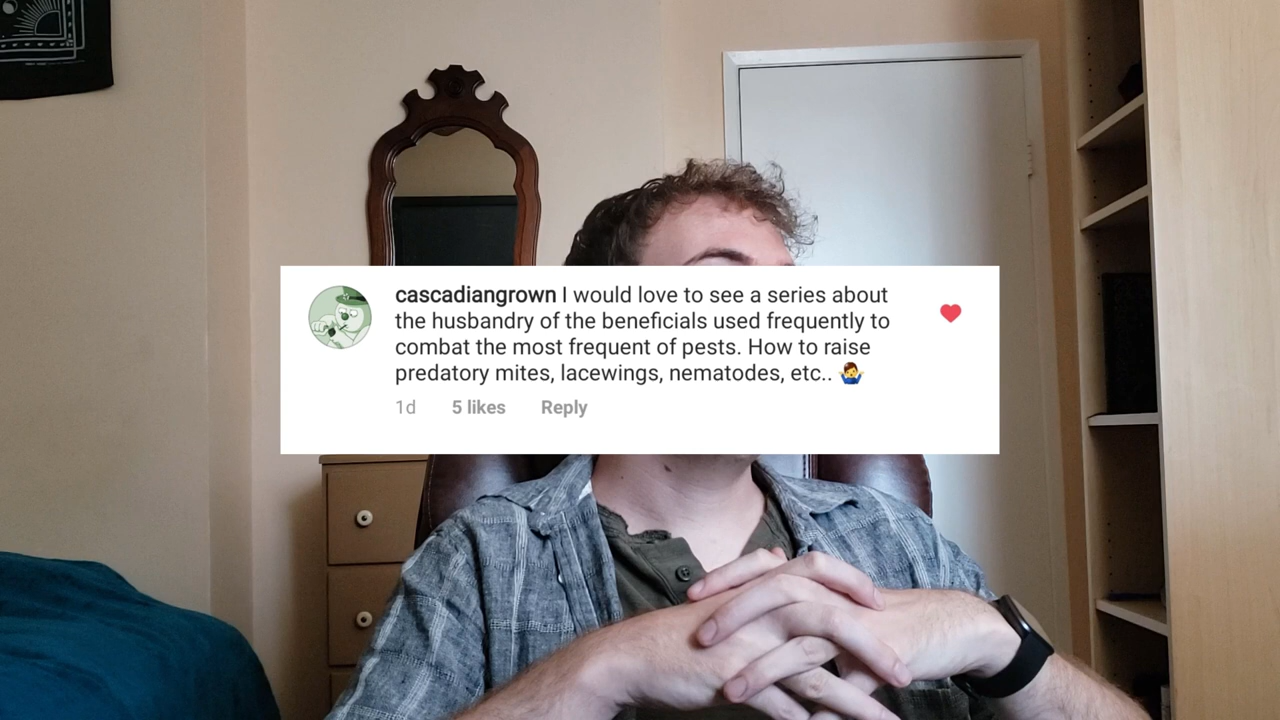 cascadiangrown I would love to see a series about
the husbandry of the beneficials used frequently to
combat the most frequent of pests. How to raise
predatory mites, lacewings, nematodes, etc.. 🤷‍♂️
1d 5 likes Reply